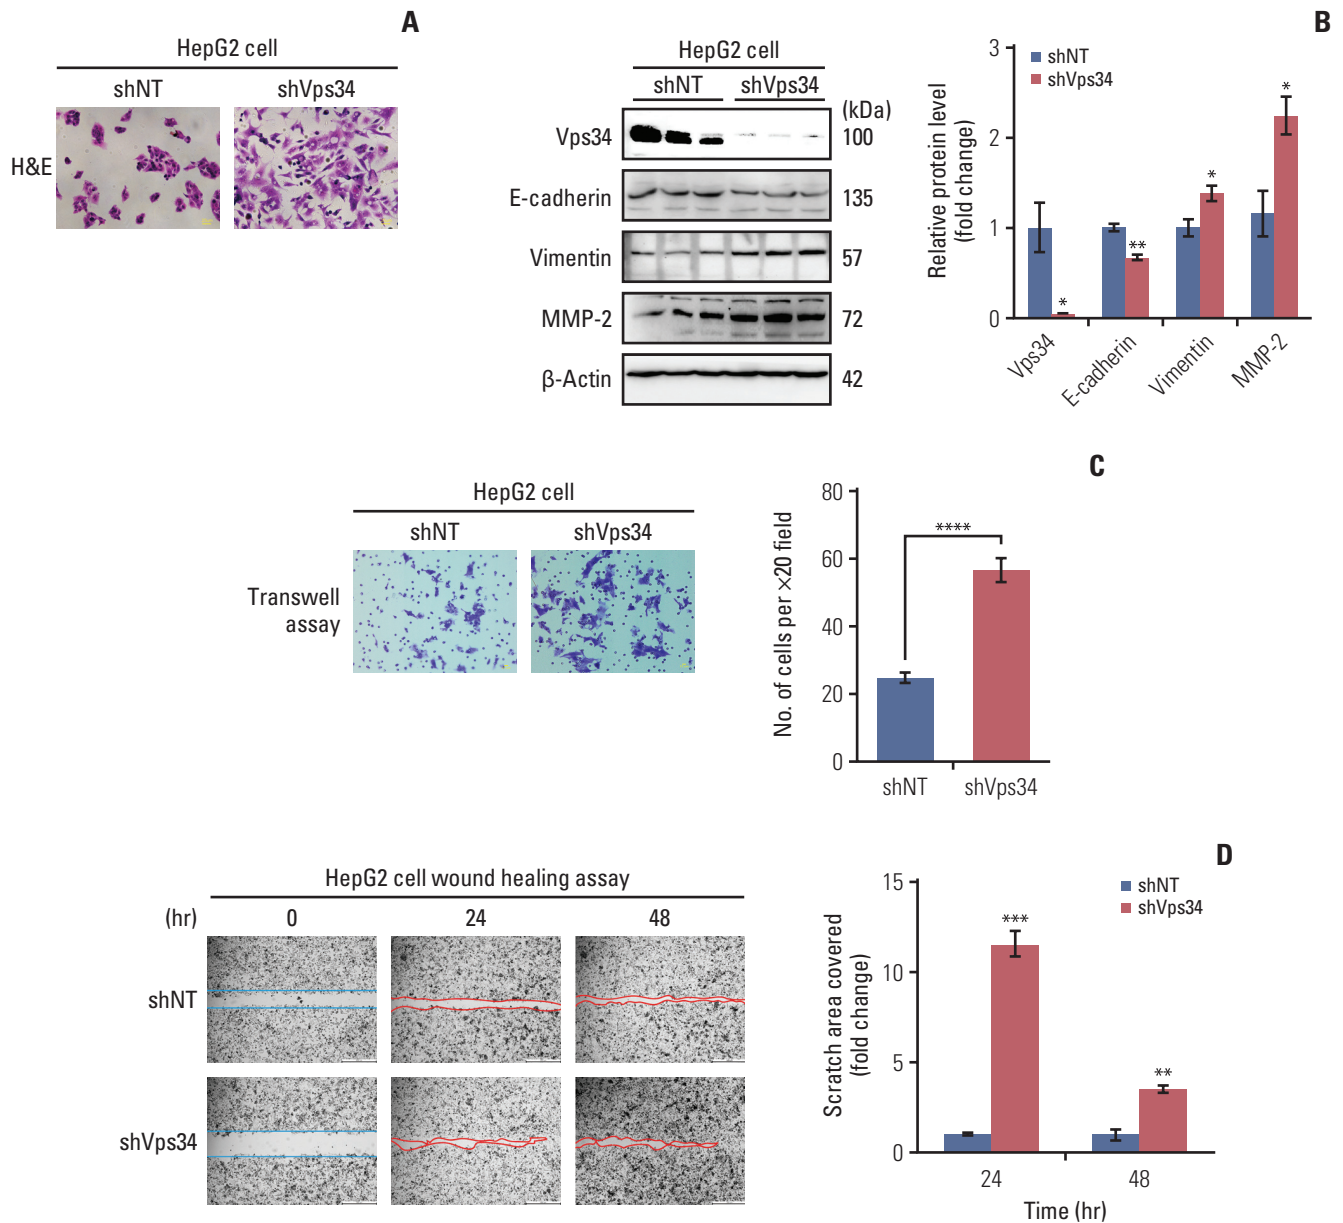 A
HepG2 cell
shNT shVps34
H&E
B
HepG2 cell
shNT shVps34
(kDa)
Vps34 100
E-cadherin 135
Vimentin 57
MMP-2 72
β-Actin 42
Relative protein level
(fold change)
3
2
1
0
shNT
shVps34
*
**
*
*
Vps34
E-cadherin
Vimentin
MMP-2
C
HepG2 cell
shNT shVps34
Transwell
assay
No. of cells per ×20 field
80
60
40
20
0
****
shNT shVps34
D
HepG2 cell wound healing assay
(hr) 0 24 48
shNT
shVps34
Scratch area covered
(fold change)
15
10
5
0
shNT
shVps34
***
**
24 48
Time (hr)